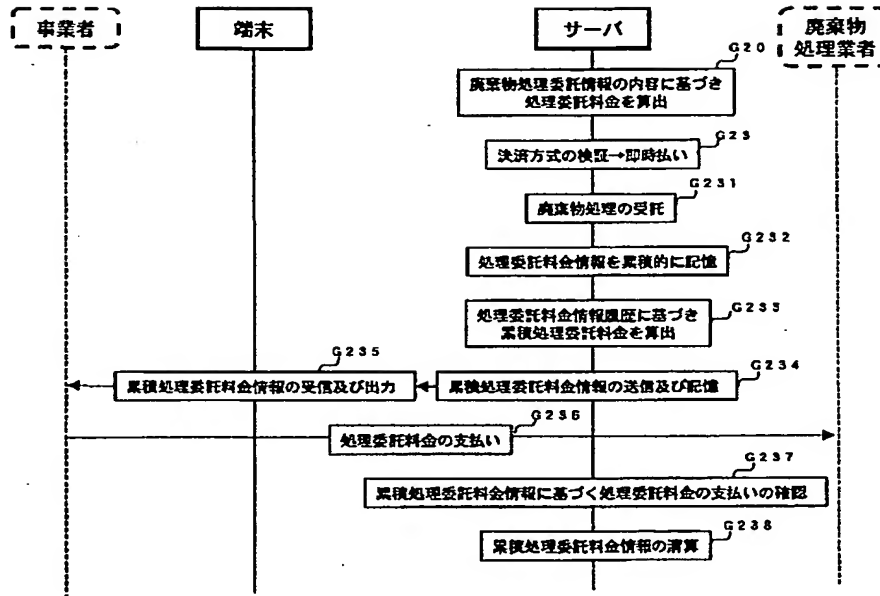 事業者
端末
サーバ
廃棄物
処理業者
G20
廃棄物処理委託情報の内容に基づき
処理委託料金を算出
G23
決済方式の検証→即時払い
G231
廃棄物処理の受託
G232
処理委託料金情報を累積的に記憶
G233
処理委託料金情報履歴に基づき
累積処理委託料金を算出
G235
累積処理委託料金情報の受信及び出力
G234
累積処理委託料金情報の送信及び記憶
G236
処理委託料金の支払い
G237
累積処理委託料金情報に基づく処理委託料金の支払いの確認
G238
累積処理委託料金情報の清算